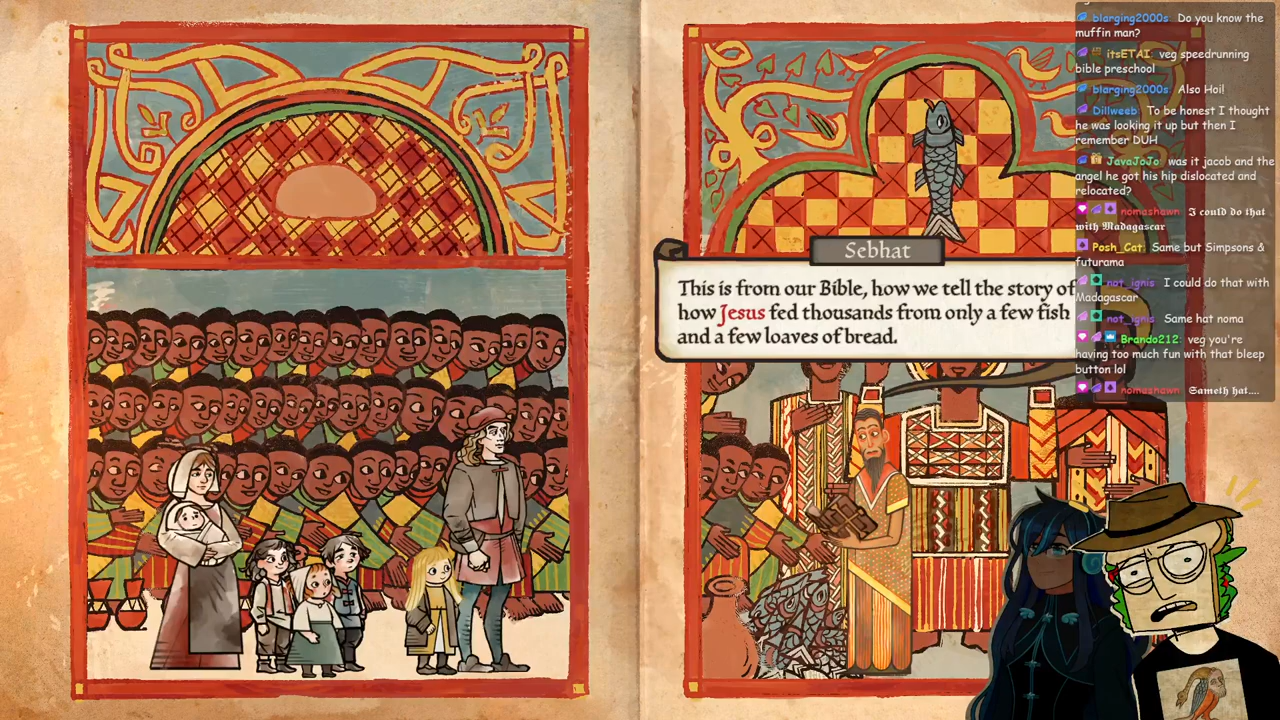 Sebhat
This is from our Bible, how we tell the story of
how Jesus fed thousands from only a few fish
and a few loaves of bread.
blarging2000s: Do you know the
muffin man?
itsETAI: veg speedrunning
bible preschool
blarging2000s: Also Hoi!
Dillweeb: To be honest I thought
he was looking it up but then I
remember DUH
JavaJoJo: was it jacob and the
angel he got his hip dislocated and
relocated?
nomashawn: I could do that
with Madagascar
Posh_Cat: Same but Simpsons &
futurama
not_ignis: I could do that with
Madagascar
not_ignis: Same hat noma
Brando212: veg you're
having too much fun with that bleep
button lol
nomashawn: Sameth hat....